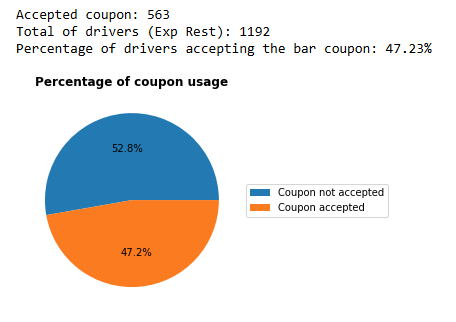 Accepted coupon: 563
Total of drivers (Exp Rest): 1192
Percentage of drivers accepting the bar coupon: 47.23%
Percentage of coupon usage
52.8%
Coupon not accepted
Coupon accepted
47.2%